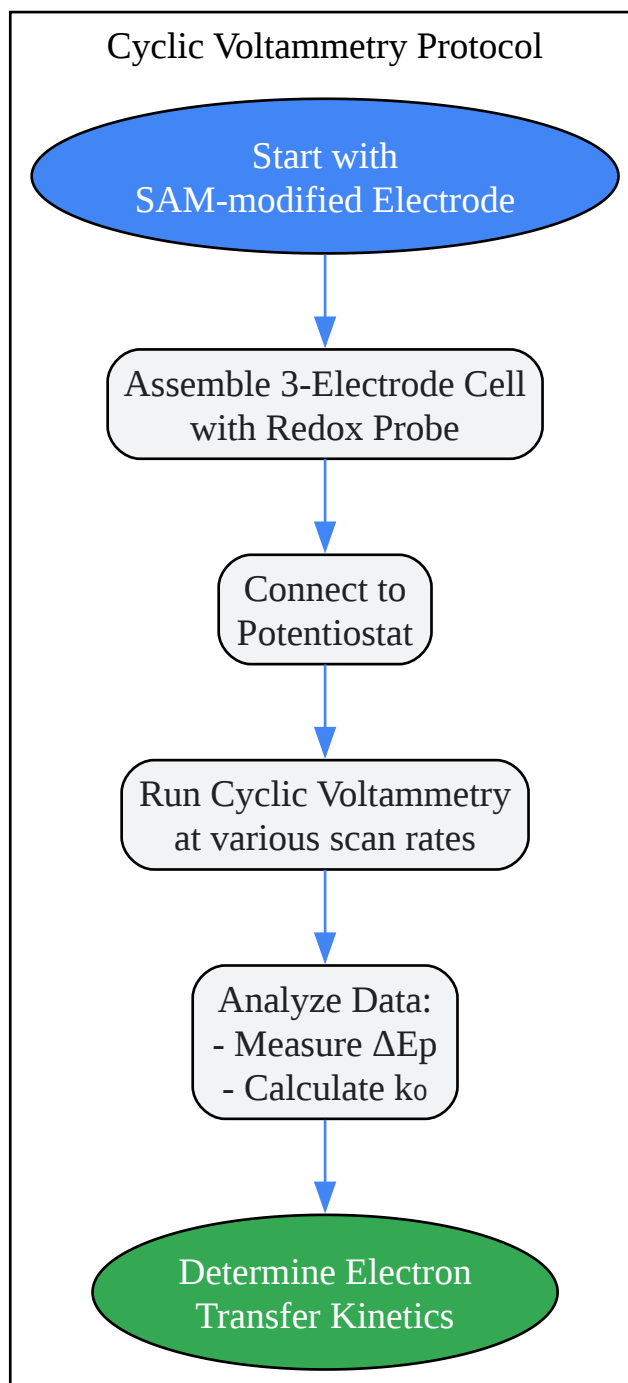 Cyclic Voltammetry Protocol
Start with
SAM-modified Electrode
Assemble 3-Electrode Cell
with Redox Probe
Connect to
Potentiostat
Run Cyclic Voltammetry
at various scan rates
Analyze Data:
- Measure ΔEp
- Calculate k₀
Determine Electron
Transfer Kinetics